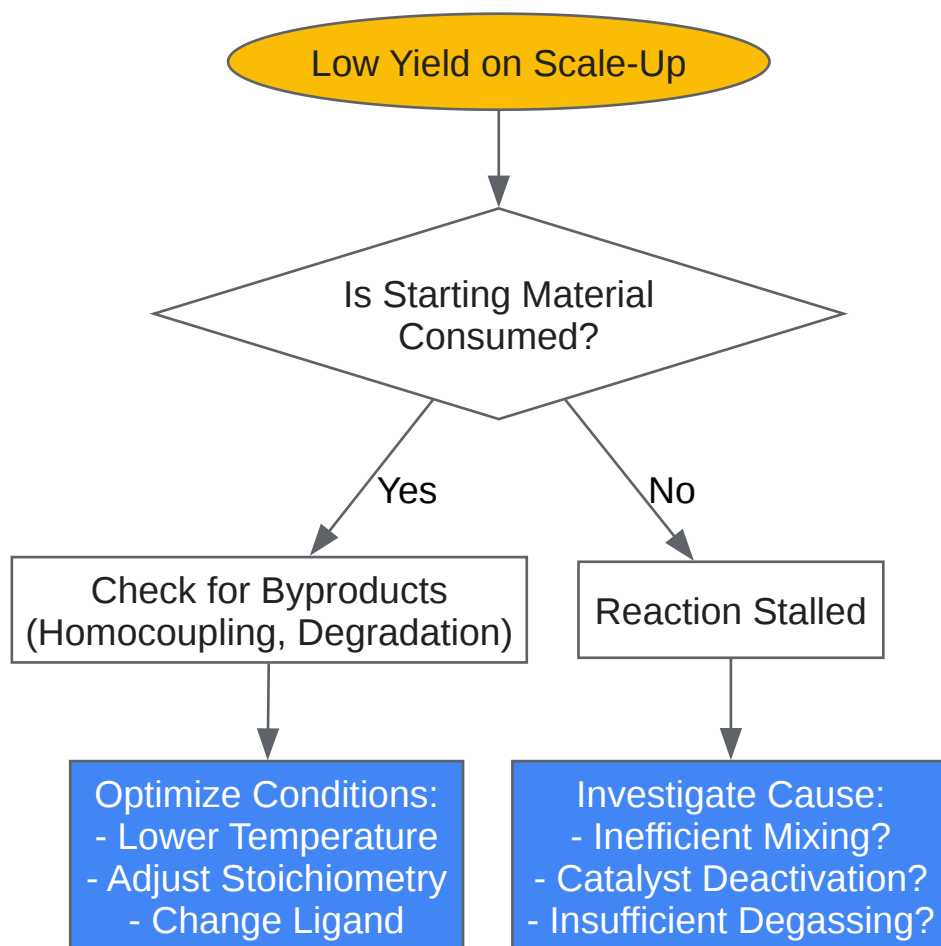 Low Yield on Scale-Up
Is Starting Material
Consumed?
Yes
No
Check for Byproducts
(Homocoupling, Degradation)
Reaction Stalled
Optimize Conditions:
- Lower Temperature
- Adjust Stoichiometry
- Change Ligand
Investigate Cause:
- Inefficient Mixing?
- Catalyst Deactivation?
- Insufficient Degassing?